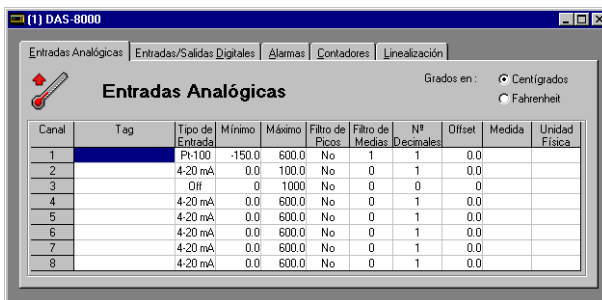 (1) DAS-8000
Entradas Analógicas Entradas/Salidas Digitales Alarmas Contadores Linealización
Entradas Analógicas
Grados en : Centígrados
Fahrenheit
Canal Tag Tipo de Entrada Mínimo Máximo Filtro de Picos Filtro de Medias Nº Decimales Offset Medida Unidad Física
1 Pt-100 -150.0 600.0 No 1 1 0.0
2 4-20 mA 0.0 100.0 No 0 1 0.0
3 Off 0 1000 No 0 0 0
4 4-20 mA 0.0 600.0 No 0 1 0.0
5 4-20 mA 0.0 600.0 No 0 1 0.0
6 4-20 mA 0.0 600.0 No 0 1 0.0
7 4-20 mA 0.0 600.0 No 0 1 0.0
8 4-20 mA 0.0 600.0 No 0 1 0.0